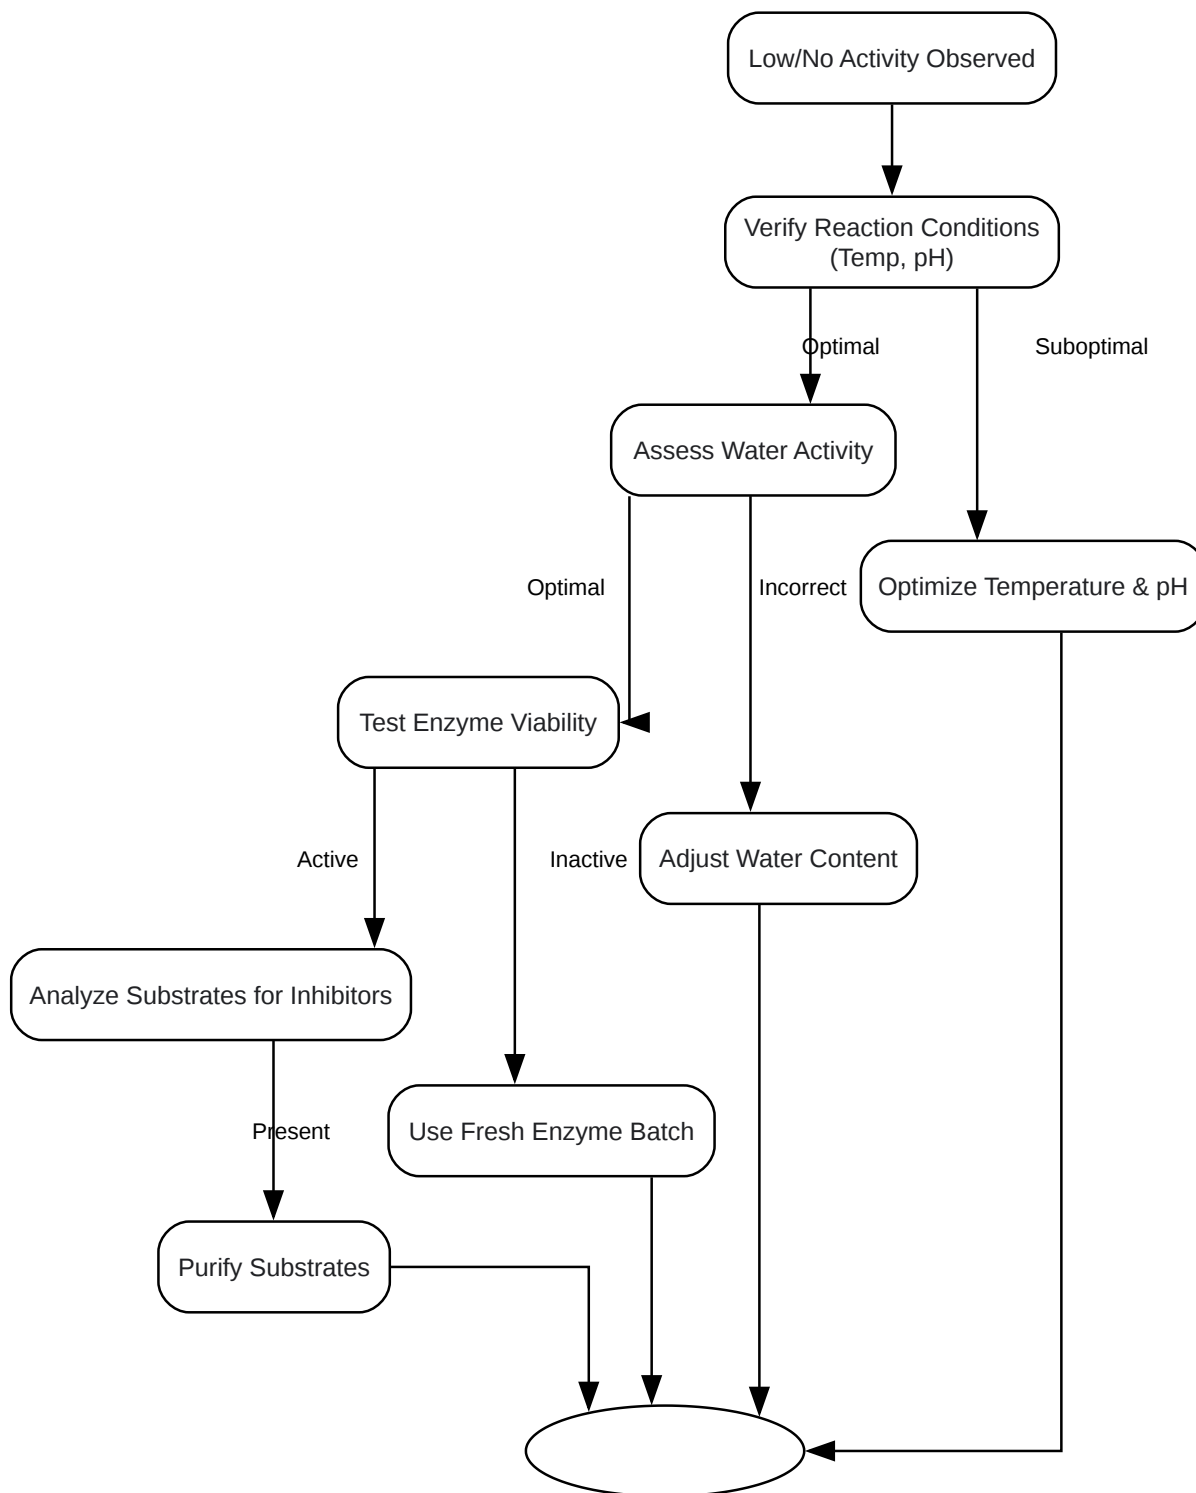 Low/No Activity Observed
Verify Reaction Conditions
(Temp, pH)
Optimal
Suboptimal
Assess Water Activity
Optimal
Incorrect
Optimize Temperature & pH
Test Enzyme Viability
Active
Inactive
Adjust Water Content
Analyze Substrates for Inhibitors
Present
Use Fresh Enzyme Batch
Purify Substrates